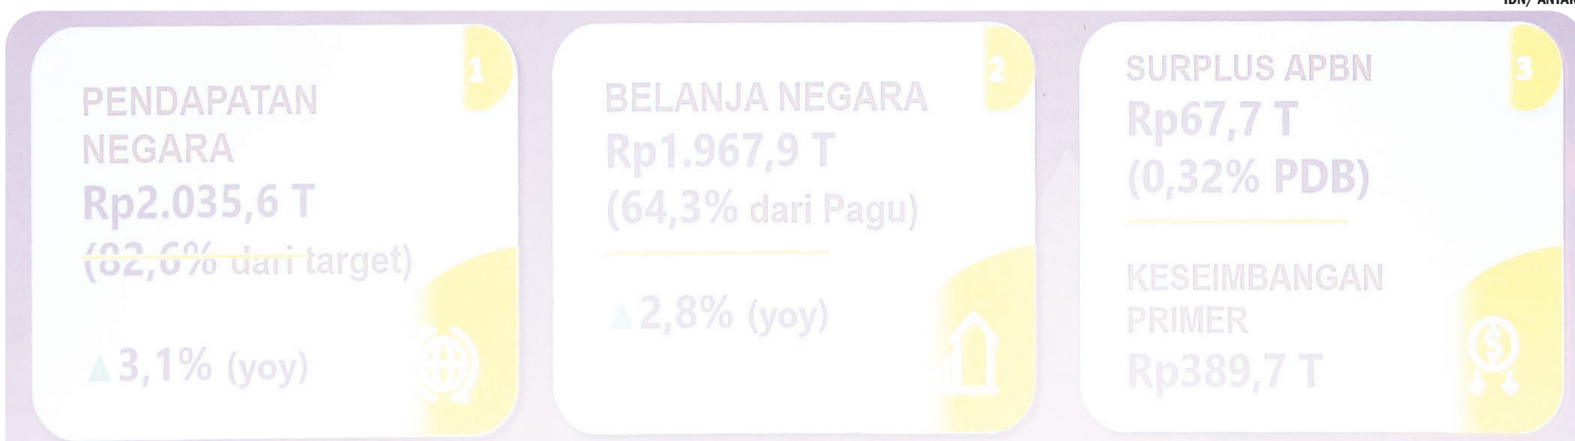 1
PENDAPATAN
NEGARA
Rp2.035,6 T
(82,6% dari target)
3,1% (yoy)
2
BELANJA NEGARA
Rp1.967,9 T
(64,3% dari Pagu)
2,8% (yoy)
3
SURPLUS APBN
Rp67,7 T
(0,32% PDB)
KESEIMBANGAN
PRIMER
Rp389,7 T